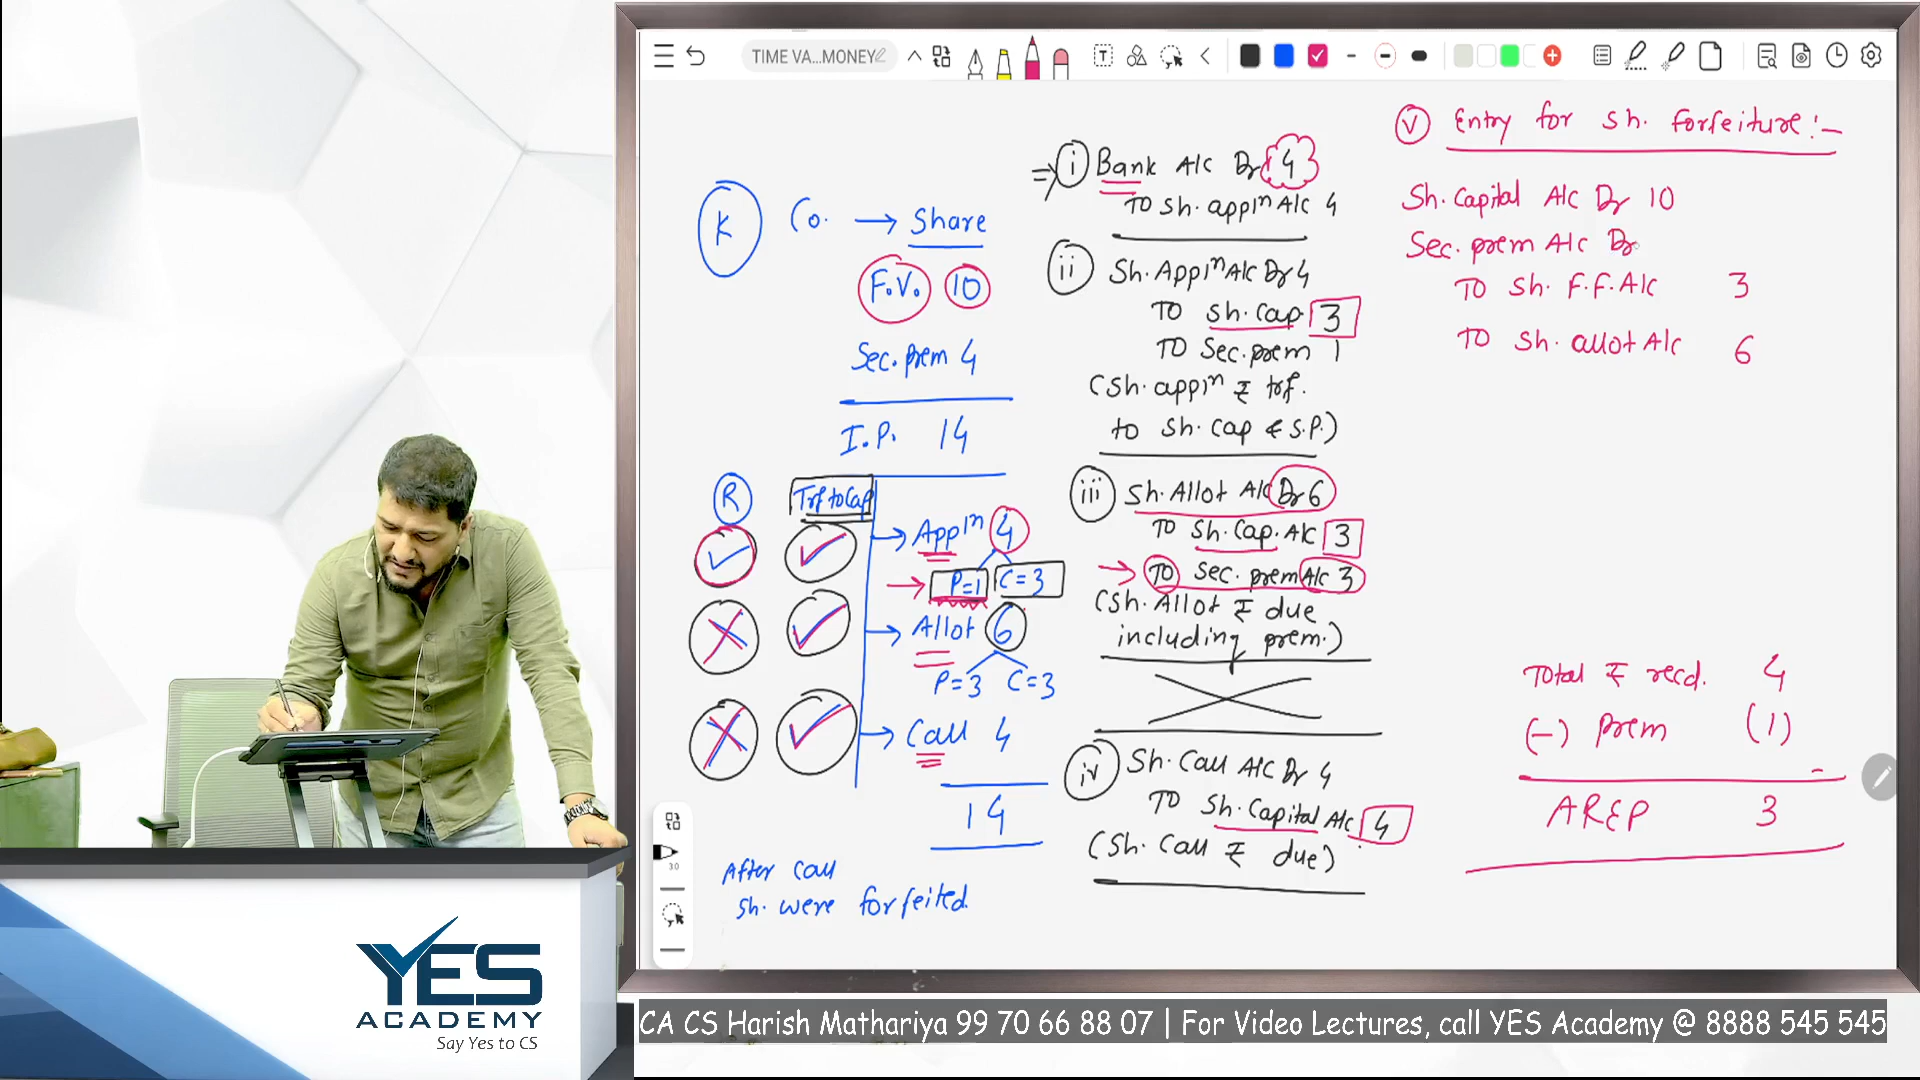 TIME VA...MONEY
K
Co. → Share
F.V. 10
Sec. prem 4
I.P. 14
R
Trf to Cap
→ Appln 4
→ P=1 C=3
→ Allot 6
P=3 C=3
→ Call 4
14
After call
sh. were forfeited.
⇒ i Bank A/c Dr 4
To sh. appln A/c 4
ii Sh. Appln A/c Dr 4
To sh. cap. 3
To Sec. prem 1
(Sh. appln ₹ trf.
to sh. cap & S.P.)
iii Sh. Allot A/c Dr 6
To sh. cap. A/c 3
→ To Sec. prem A/c 3
(Sh. Allot ₹ due
including prem.)
iv Sh. Call A/c Dr 4
To Sh. Capital A/c 4
(Sh. Call ₹ due)
V Entry for sh. forfeiture:-
Sh. Capital A/c Dr 10
Sec. prem A/c Dr
To sh. F.F. A/c 3
To sh. allot A/c 6
Total ₹ recd. 4
(-) prem (1)
AREP 3
30
YES
ACADEMY
Say Yes to CS
CA CS Harish Mathariya 99 70 66 88 07 | For Video Lectures, call YES Academy @ 8888 545 545